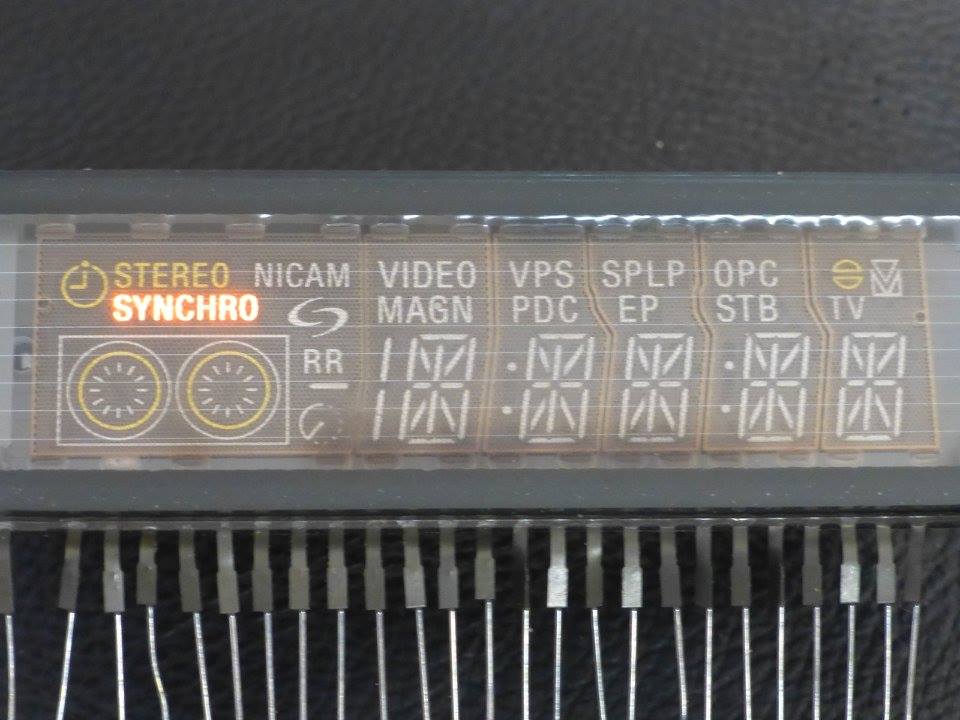 STEREO NICAM VIDEO VPS SPLP OPC
SYNCHRO MAGN PDC EP STB TV
RR